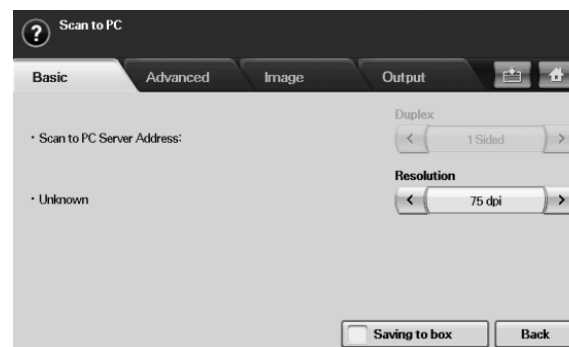 Scan to PC
Basic
Advanced
Image
Output
Duplex
• Scan to PC Server Address:
1 Sided
Resolution
• Unknown
75 dpi
Saving to box
Back